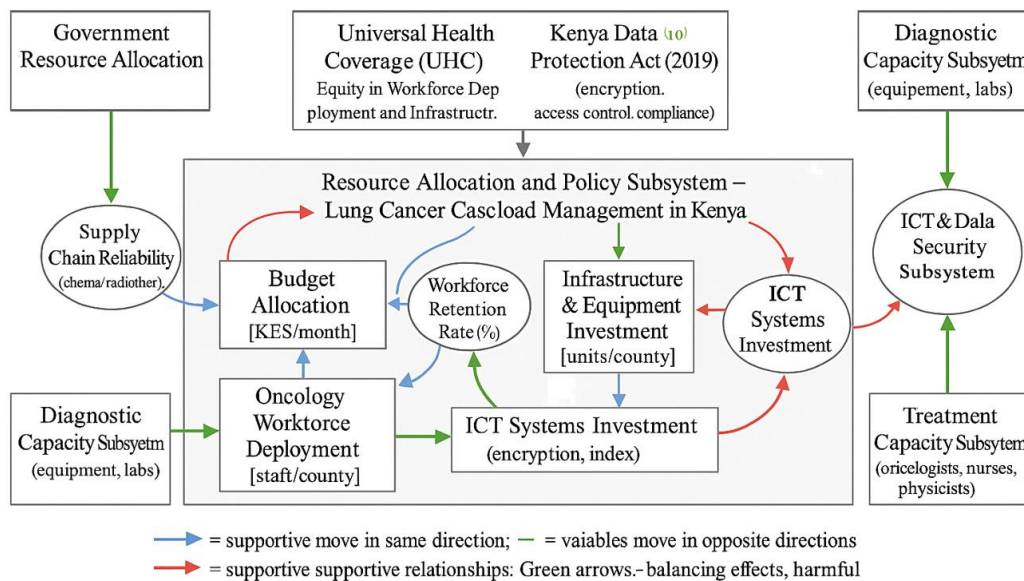 Government
Resource Allocation
Universal Health
Coverage (UHC)
Equity in Workforce Dep
ployment and Infrastructr.
Kenya Data (10)
Protection Act (2019)
(encryption.
access control. compliance)
Diagnostic
Capacity Subsyetm
(equipement, labs)
Resource Allocation and Policy Subsystem –
Lung Cancer Cascload Management in Kenya
Supply
Chain Reliability
(chema/radiother).
Budget
Allocation
[KES/month]
Workforce
Retention
Rate (%)
Infrastructure
& Equipment
Investment
[units/county]
ICT
Systems
Investment
ICT & Dala
Security
Subsystem
Diagnostic
Capacity Subsyetm
(equipment, labs)
Oncology
Worktorce
Deployment
[staff/county]
ICT Systems Investment
(encryption, index)
Treatment
Capacity Subsytem
(oricelogists, nurses,
physicists)
= supportive move in same direction; = vaiables move in opposite directions
= supportive supportive relationships: Green arrows.–balancing effects, harmful